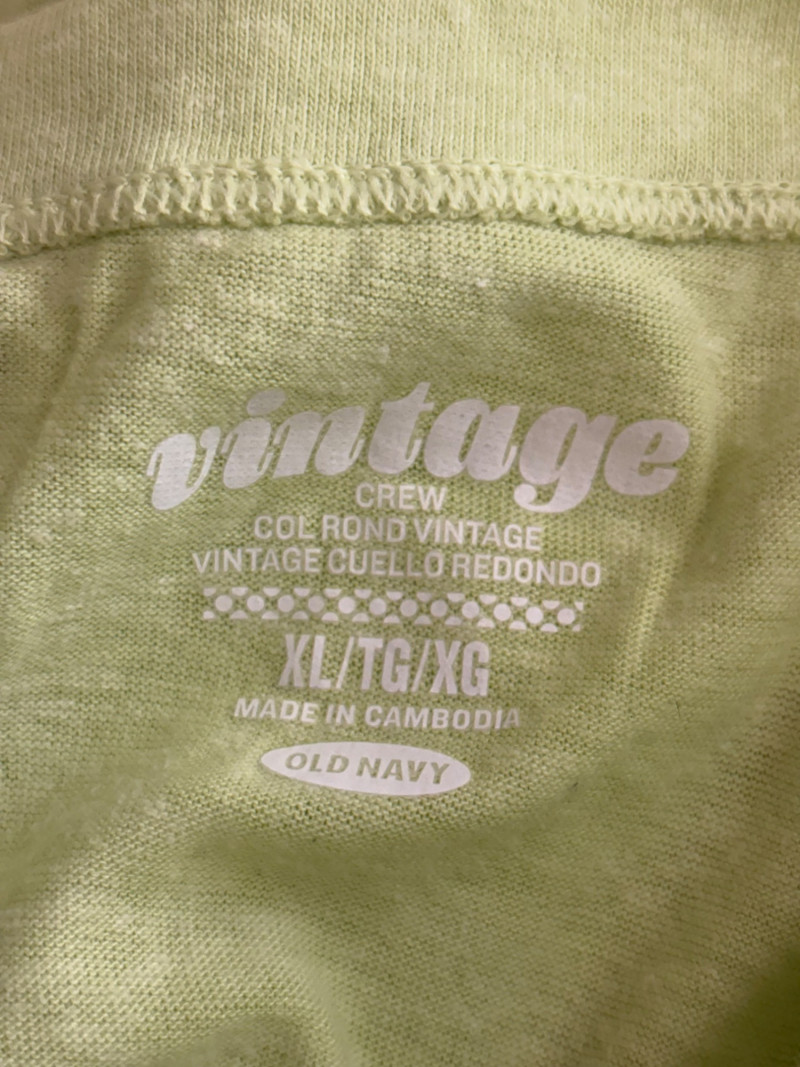 vintage
CREW
COL ROND VINTAGE
VINTAGE CUELLO REDONDO
XL/TG/XG
MADE IN CAMBODIA
OLD NAVY